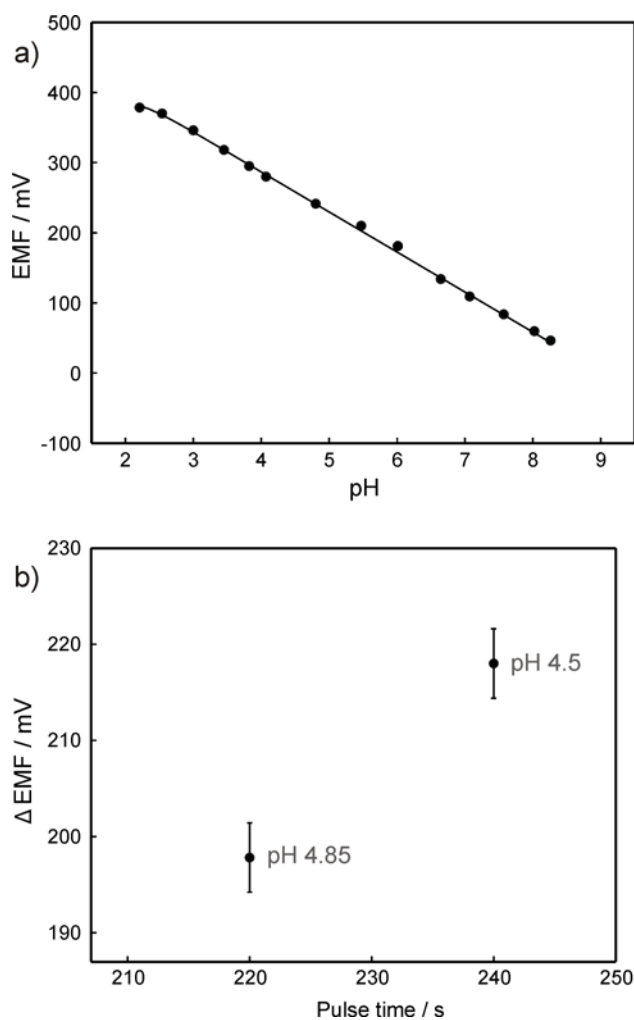 a)
EMF / mV
500
400
300
200
100
0
-100
2 3 4 5 6 7 8 9
pH
b)
Δ EMF / mV
230
220
210
200
190
pH 4.5
pH 4.85
210 220 230 240 250
Pulse time / s